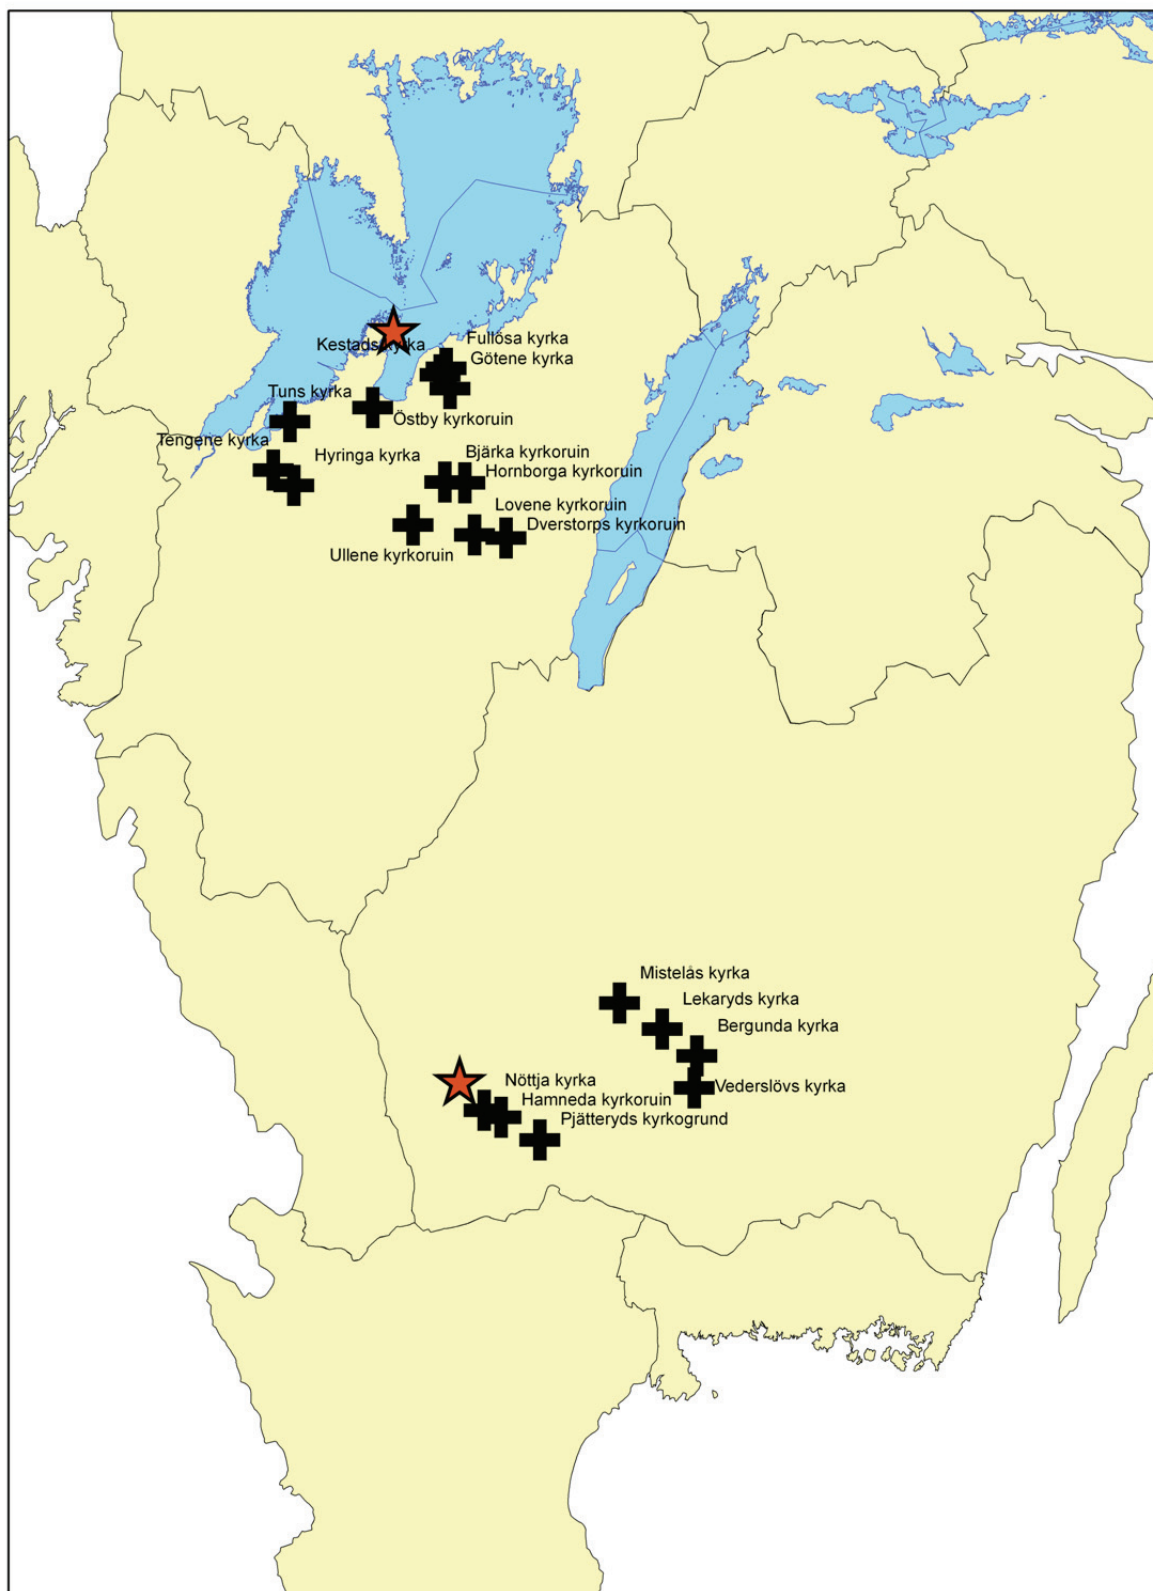 Fullösa kyrka
Kestads kyrka
Götene kyrka
Tuns kyrka
Östby kyrkoruin
Tengene kyrka
Hyringa kyrka
Bjärka kyrkoruin
Hornborga kyrkoruin
Lovene kyrkoruin
Dverstorps kyrkoruin
Ullene kyrkoruin
Mistelås kyrka
Lekaryds kyrka
Bergunda kyrka
Nöttja kyrka
Vederslövs kyrka
Hamneda kyrkoruin
Pjätteryds kyrkogrund